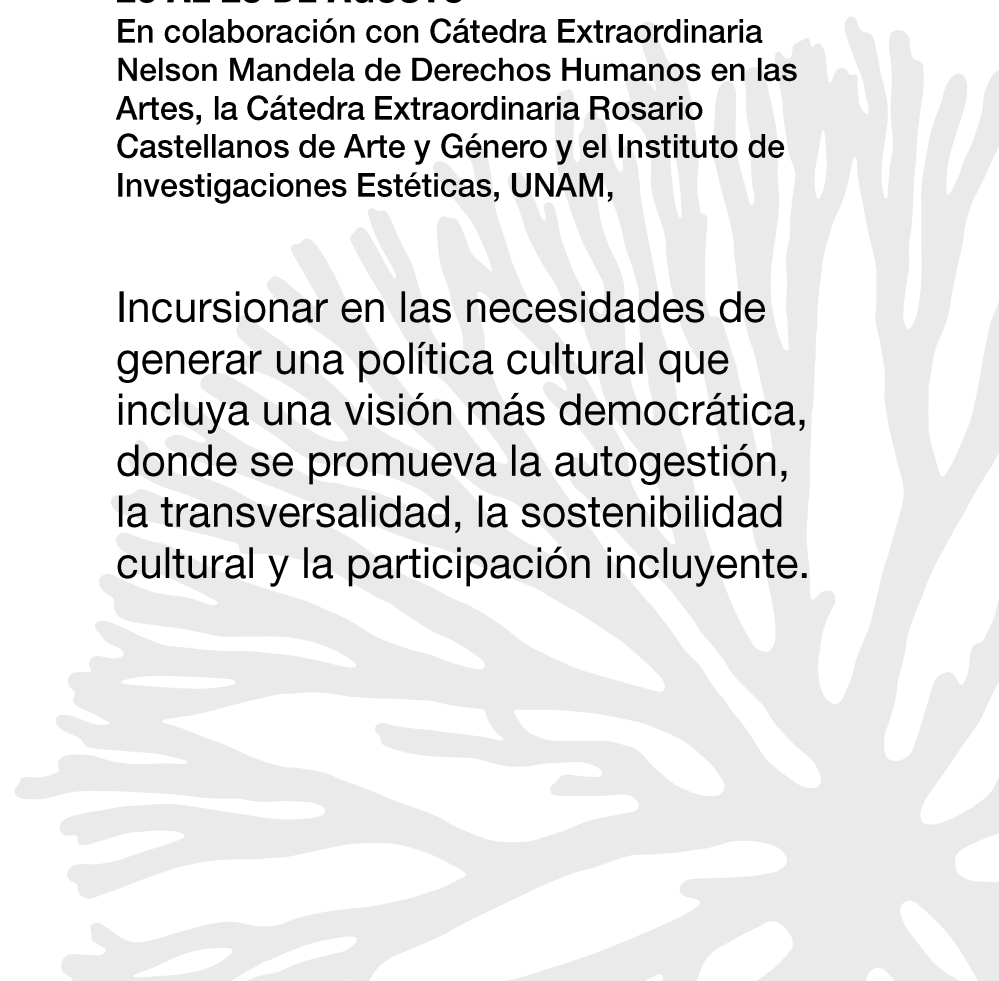 En colaboración con Cátedra Extraordinaria
Nelson Mandela de Derechos Humanos en las
Artes, la Cátedra Extraordinaria Rosario
Castellanos de Arte y Género y el Instituto de
Investigaciones Estéticas, UNAM,
Incursionar en las necesidades de
generar una política cultural que
incluya una visión más democrática,
donde se promueva la autogestión,
la transversalidad, la sostenibilidad
cultural y la participación incluyente.